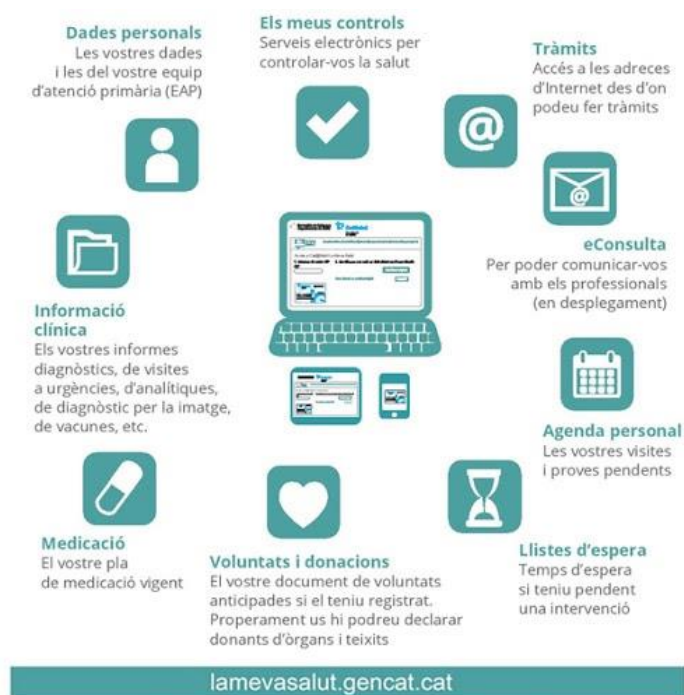 Dades personals
Les vostres dades
i les del vostre equip
d'atenció primària (EAP)
Els meus controls
Serveis electrònics per
controlar-vos la salut
Tràmits
Accés a les adreces
d'Internet des d'on
podeu fer tràmits
@
@
eConsulta
Per poder comunicar-vos
amb els professionals
(en desplegament)
Informació
clínica
Els vostres informes
diagnòstics, de visites
a urgències, d'analítiques,
de diagnòstic per la imatge,
de vacunes, etc.
Agenda personal
Les vostres visites
i proves pendents
Medicació
El vostre pla
de medicació vigent
Voluntats i donacions
El vostre document de voluntats
anticipades si el teniu registrat.
Properament us hi podreu declarar
donants d'òrgans i teixits
Llistes d'espera
Temps d'espera
si teniu pendent
una intervenció
lamevasalut.gencat.cat